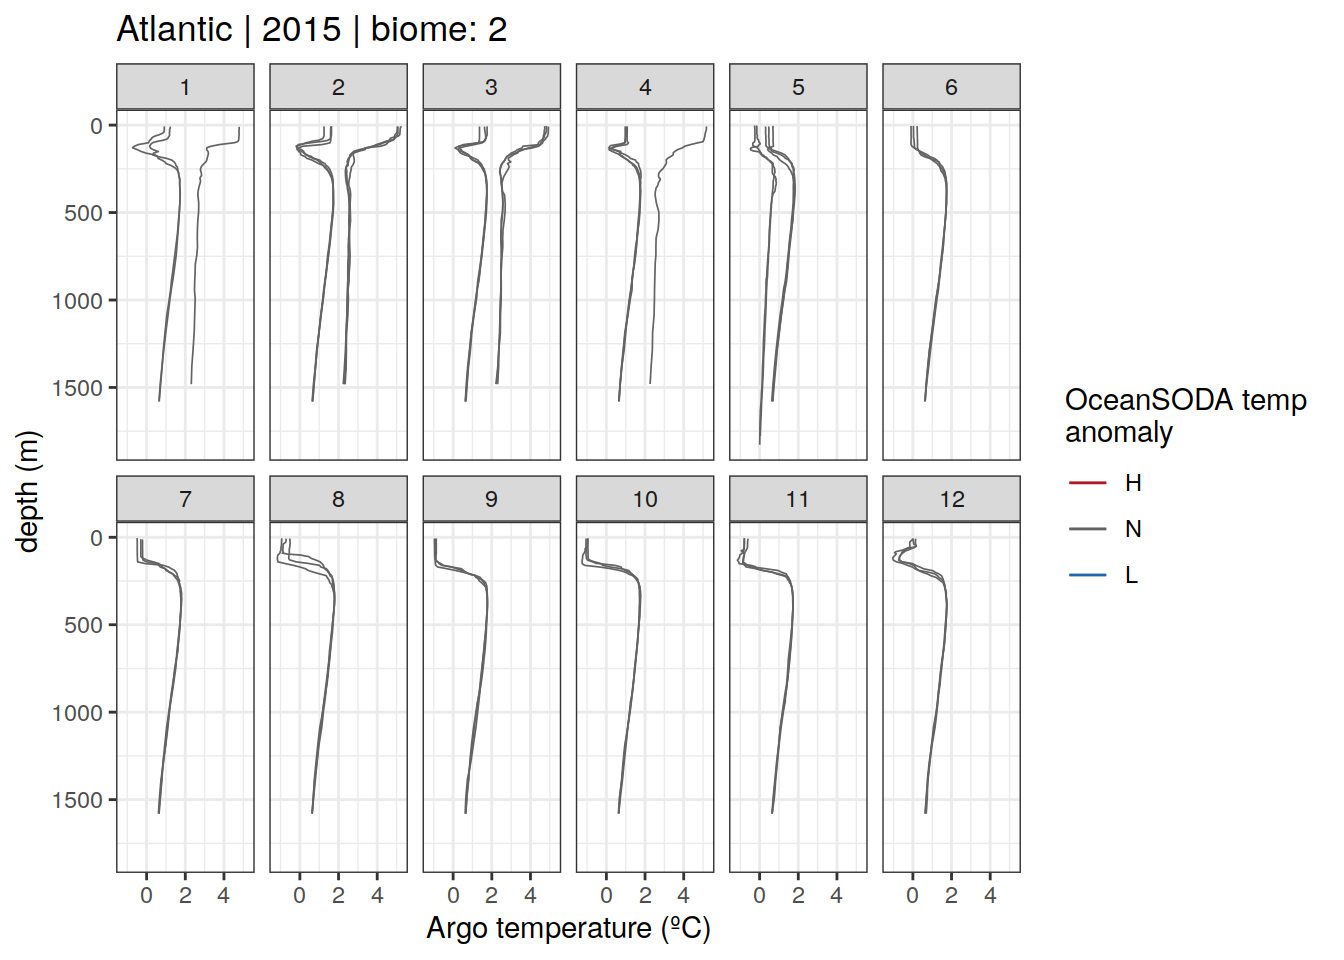 Atlantic | 2015 | biome: 2
1 2 3 4 5 6
0
500
1000
1500
7 8 9 10 11 12
0
500
1000
1500
0 2 4 0 2 4 0 2 4 0 2 4 0 2 4 0 2 4
Argo temperature (ºC)
depth (m)
OceanSODA temp
anomaly
H
N
L